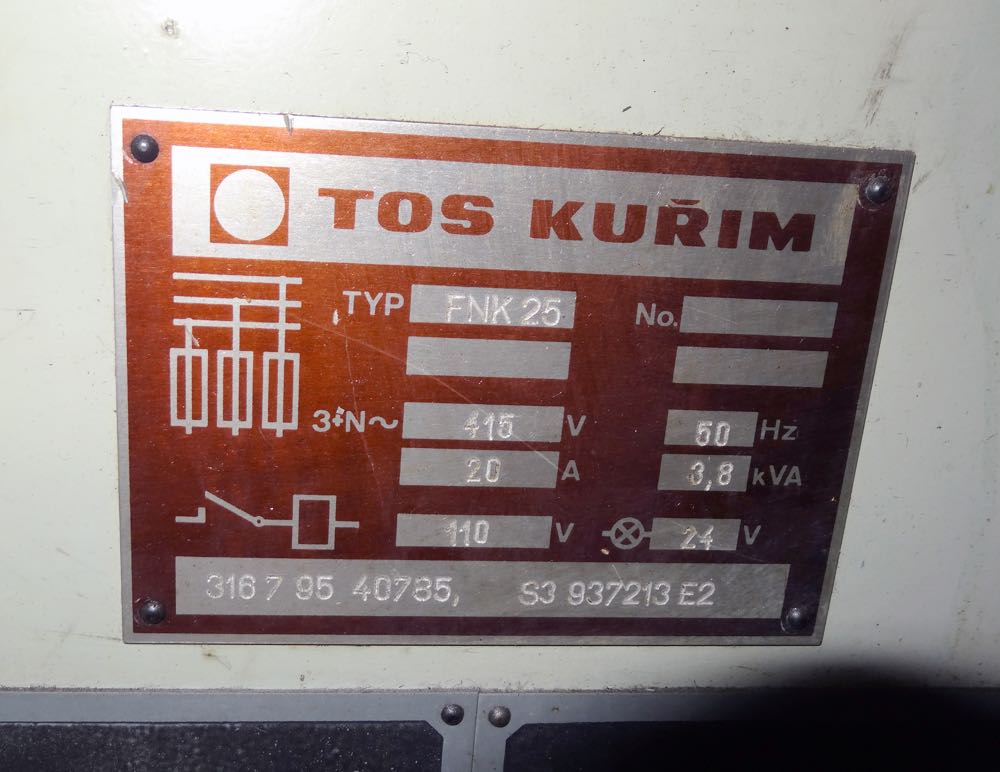 TOS KUŘIM
TYP FNK 25 No.
3+N~ 415 V 50 Hz
20 A 3,8 kVA
110 V 24 V
316 7 95 40785, S3 937213 E2